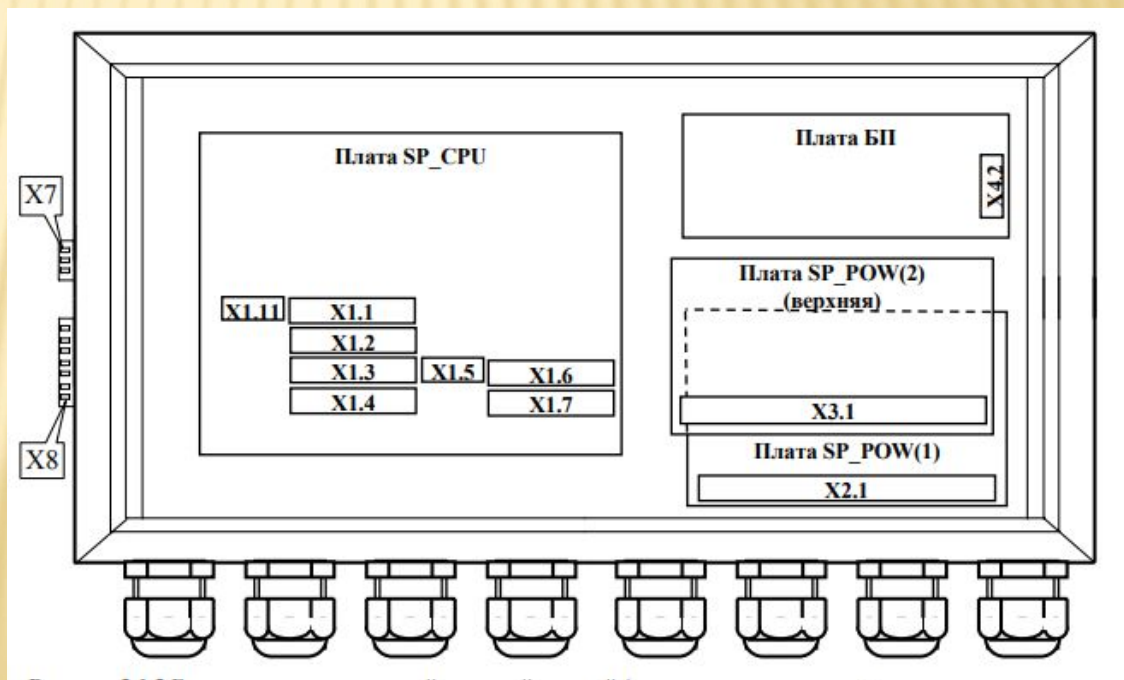 Плата SP_CPU
Плата БП
X4.2
X7
Плата SP_POW(2)
(верхняя)
X1.11
X1.1
X1.2
X1.3
X1.5
X1.6
X1.4
X1.7
X3.1
X8
Плата SP_POW(1)
X2.1